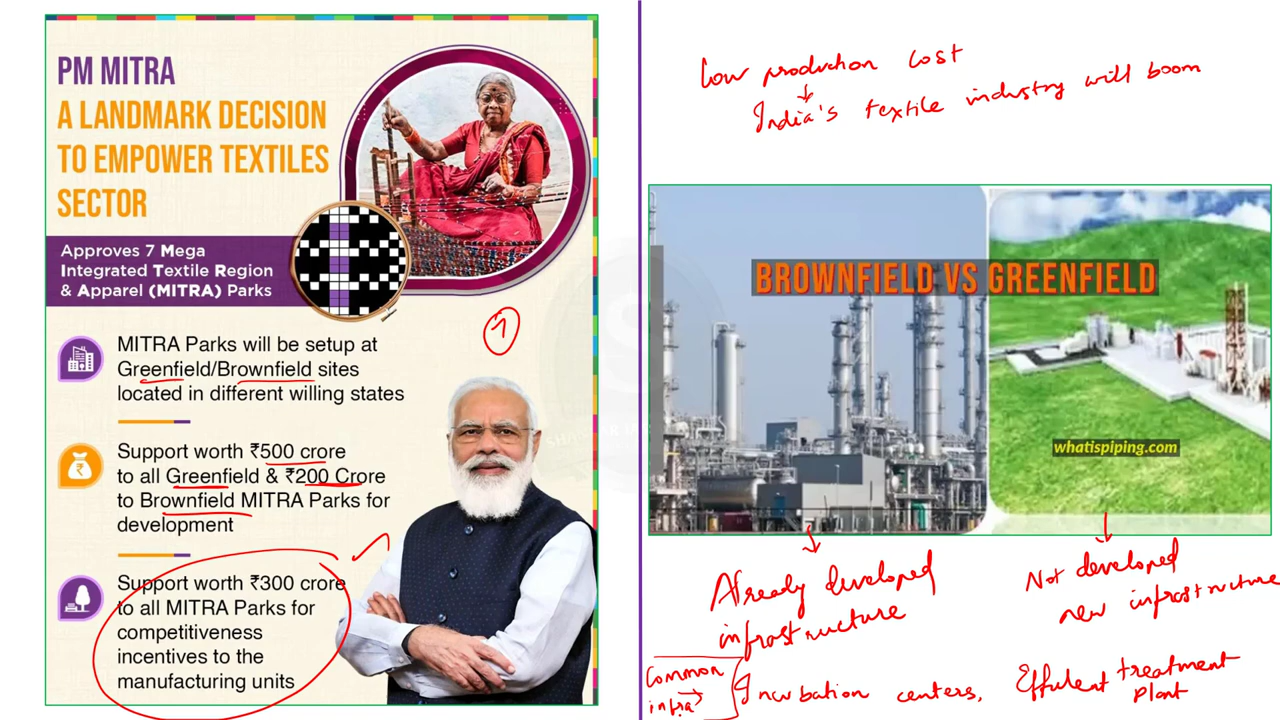 PM MITRA
A LANDMARK DECISION
TO EMPOWER TEXTILES
SECTOR
Approves 7 Mega
Integrated Textile Region
& Apparel (MITRA) Parks
7
MITRA Parks will be setup at
Greenfield/Brownfield sites
located in different willing states
Support worth ₹500 crore
to all Greenfield & ₹200 Crore
to Brownfield MITRA Parks for
development
Support worth ₹300 crore
to all MITRA Parks for
competitiveness
incentives to the
manufacturing units
Low production cost
India's textile industry will boom
BROWNFIELD VS GREENFIELD
whatispiping.com
Already developed
infrastructure
Not developed
new infrastructure
Common
infra →
Incubation centers,
Effulent treatment
plant